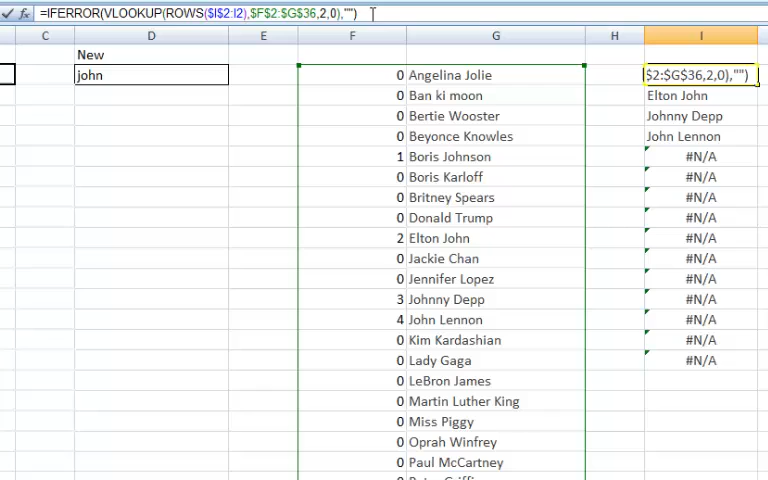 fx =IFERROR(VLOOKUP(ROWS($I$2:I2),$F$2:$G$36,2,0),"")
C D E F G H I
New
john 0 Angelina Jolie $2:$G$36,2,0),"")
0 Ban ki moon Elton John
0 Bertie Wooster Johnny Depp
0 Beyonce Knowles John Lennon
1 Boris Johnson #N/A
0 Boris Karloff #N/A
0 Britney Spears #N/A
0 Donald Trump #N/A
2 Elton John #N/A
0 Jackie Chan #N/A
0 Jennifer Lopez #N/A
3 Johnny Depp #N/A
4 John Lennon #N/A
0 Kim Kardashian #N/A
0 Lady Gaga #N/A
0 LeBron James
0 Martin Luther King
0 Miss Piggy
0 Oprah Winfrey
0 Paul McCartney